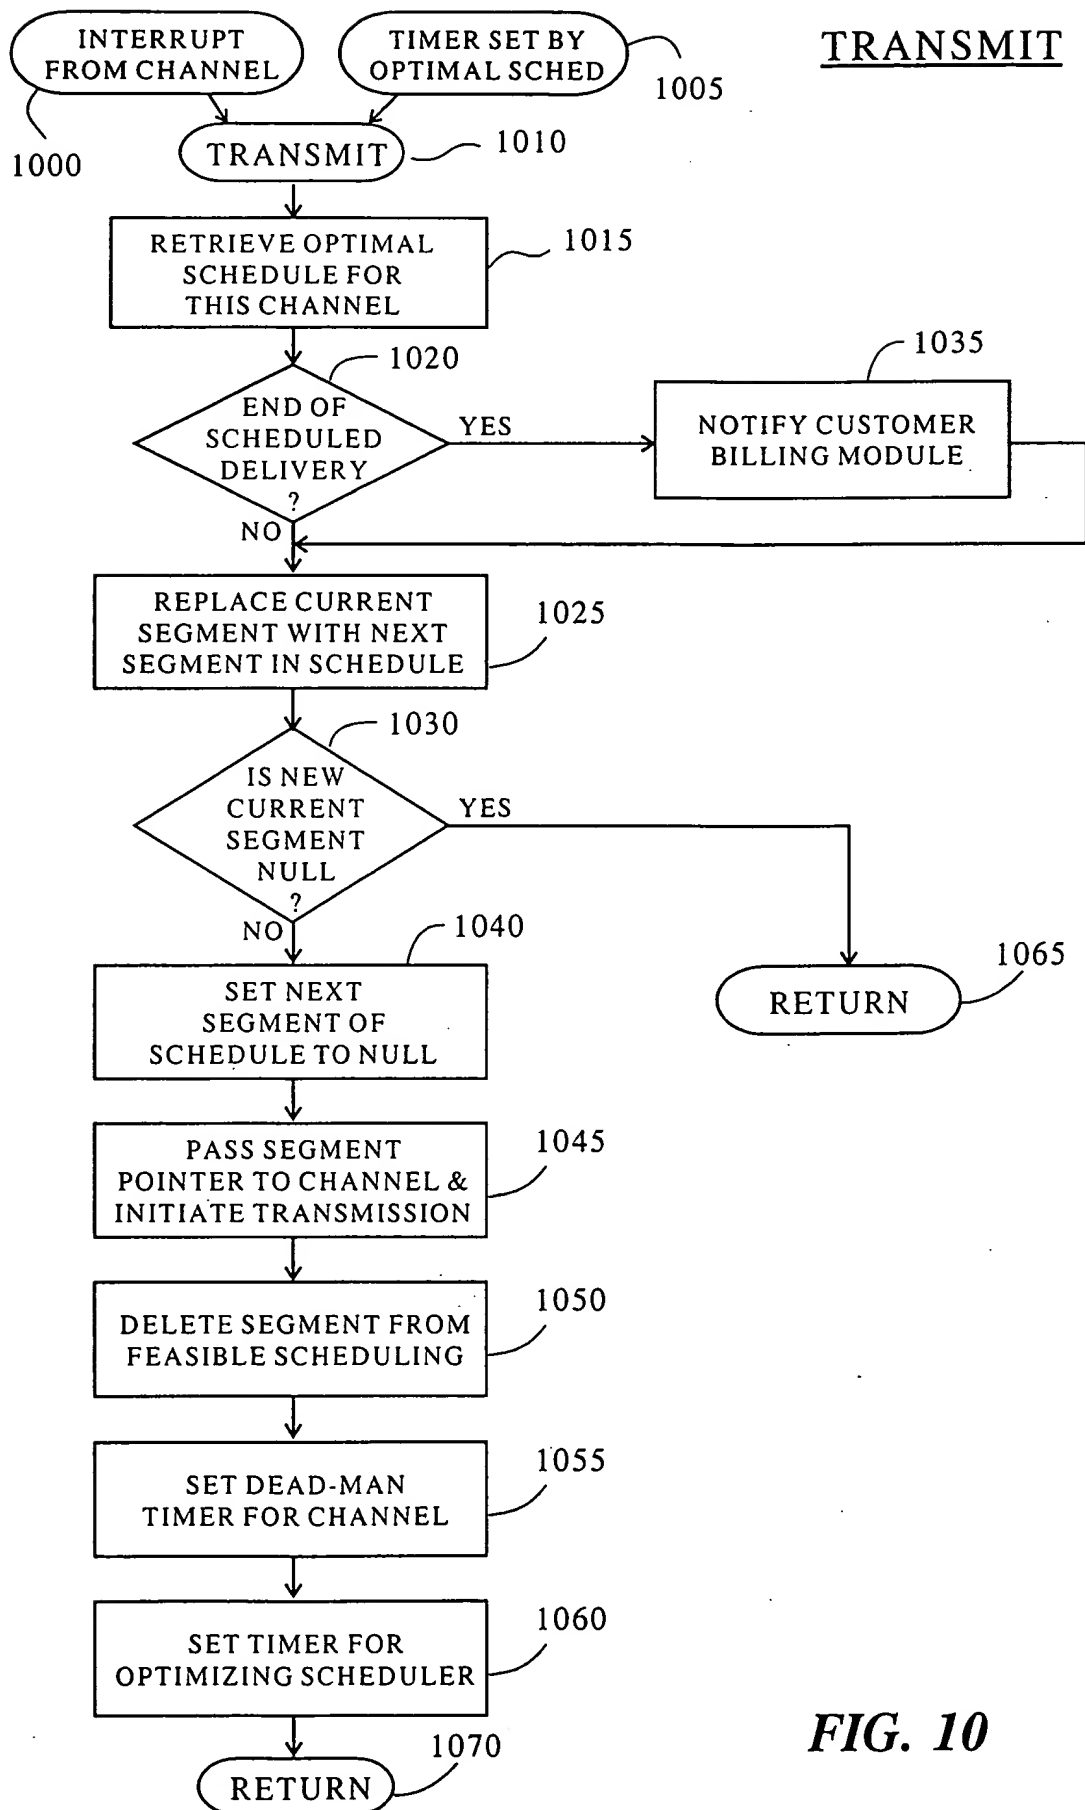 INTERRUPT
FROM CHANNEL
TIMER SET BY
OPTIMAL SCHED
TRANSMIT
1005
1000
TRANSMIT
1010
RETRIEVE OPTIMAL
SCHEDULE FOR
THIS CHANNEL
1015
1020
END OF
SCHEDULED
DELIVERY
?
YES
NO
1035
NOTIFY CUSTOMER
BILLING MODULE
REPLACE CURRENT
SEGMENT WITH NEXT
SEGMENT IN SCHEDULE
1025
1030
IS NEW
CURRENT
SEGMENT
NULL
?
YES
NO
1040
SET NEXT
SEGMENT OF
SCHEDULE TO NULL
1065
RETURN
PASS SEGMENT
POINTER TO CHANNEL &
INITIATE TRANSMISSION
1045
DELETE SEGMENT FROM
FEASIBLE SCHEDULING
1050
SET DEAD-MAN
TIMER FOR CHANNEL
1055
SET TIMER FOR
OPTIMIZING SCHEDULER
1060
RETURN
1070
FIG. 10